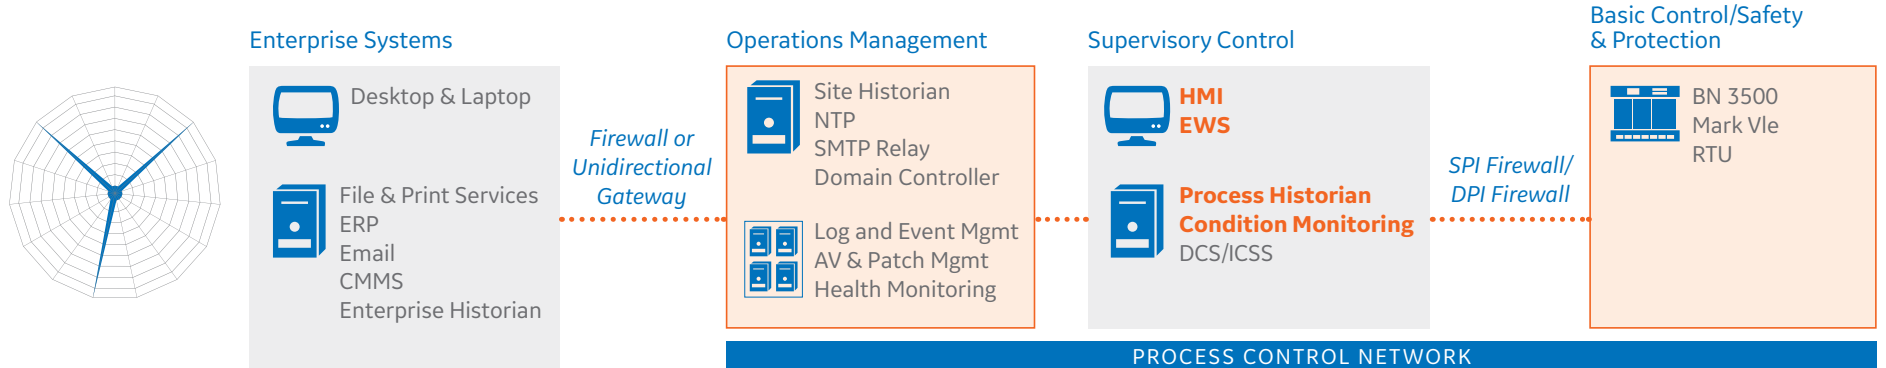 Enterprise Systems
Desktop & Laptop
File & Print Services
ERP
Email
CMMS
Enterprise Historian
Firewall or
Unidirectional
Gateway
Operations Management
Site Historian
NTP
SMTP Relay
Domain Controller
Log and Event Mgmt
AV & Patch Mgmt
Health Monitoring
Supervisory Control
HMI
EWS
Process Historian
Condition Monitoring
DCS/ICSS
SPI Firewall/
DPI Firewall
Basic Control/Safety
& Protection
BN 3500
Mark Vle
RTU
PROCESS CONTROL NETWORK